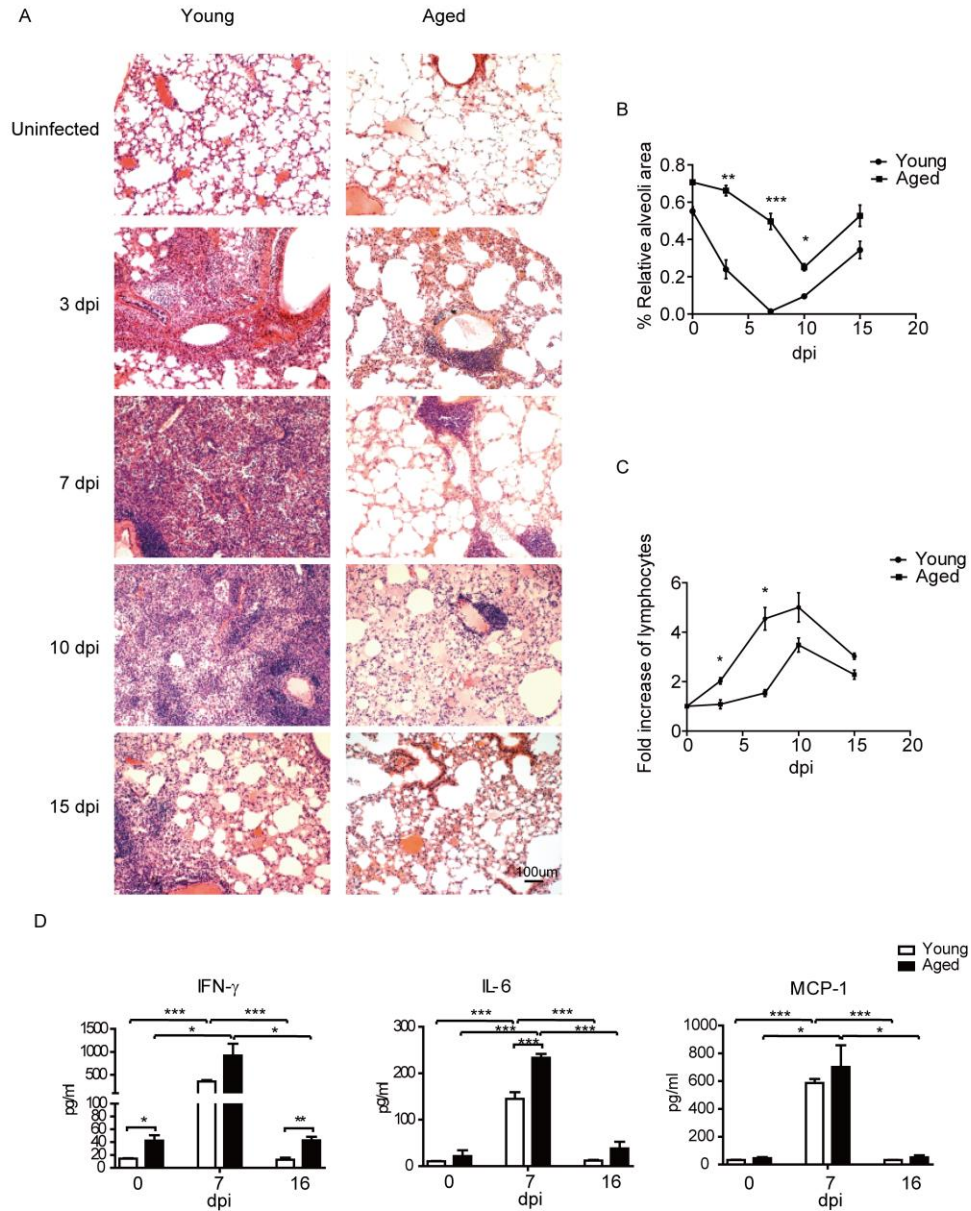 A
Young Aged
Uninfected
3 dpi
7 dpi
10 dpi
15 dpi
100um
B
Young
Aged
% Relative alveoli area
0.8
0.6
0.4
0.2
0.0
** *** *
0 5 10 15 20
dpi
C
Young
Aged
Fold increase of lymphocytes
6
4
2
0
* *
0 5 10 15 20
dpi
D
Young
Aged
IFN-γ
*** ***
* *
1500
1000
500
100
80
60
40
20
0
pg/ml
* **
0 7 16
dpi
IL-6
*** ***
*** ***
***
300
200
100
0
pg/ml
0 7 16
dpi
MCP-1
*** ***
* *
800
600
400
200
0
pg/ml
0 7 16
dpi